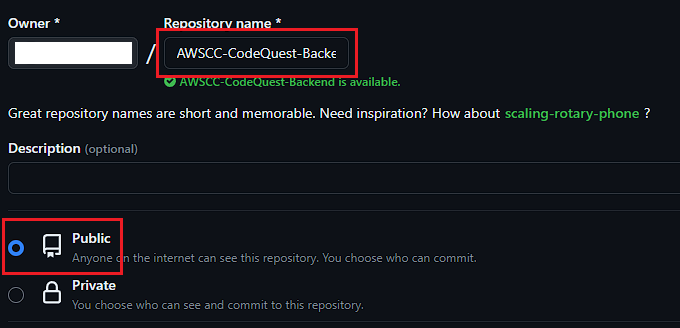 Owner * Repository name *
/ AWSCC-CodeQuest-Backe
AWSCC-CodeQuest-Backend is available.
Great repository names are short and memorable. Need inspiration? How about scaling-rotary-phone ?
Description (optional)
Public
Anyone on the internet can see this repository. You choose who can commit.
Private
You choose who can see and commit to this repository.